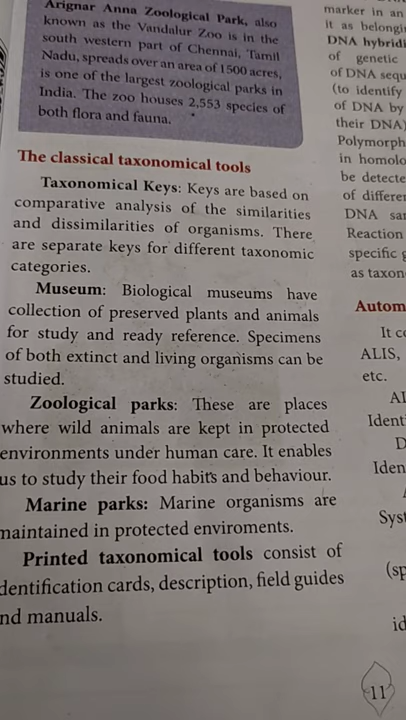 Arignar Anna Zoological Park, also
known as the Vandalur Zoo is in the
south western part of Chennai, Tamil
Nadu, spreads over an area of 1500 acres,
is one of the largest zoological parks in
India. The zoo houses 2,553 species of
both flora and fauna.
The classical taxonomical tools
Taxonomical Keys: Keys are based on
comparative analysis of the similarities
and dissimilarities of organisms. There
are separate keys for different taxonomic
categories.
Museum: Biological museums have
collection of preserved plants and animals
for study and ready reference. Specimens
of both extinct and living organisms can be
studied.
Zoological parks: These are places
where wild animals are kept in protected
environments under human care. It enables
us to study their food habits and behaviour.
Marine parks: Marine organisms are
maintained in protected enviroments.
Printed taxonomical tools consist of
dentification cards, description, field guides
nd manuals.
marker in an
it as belongi
DNA hybridi
of genetic
of DNA sequ
(to identify
of DNA by
their DNA)
Polymorph
in homolo
be detecte
of differen
DNA sa
Reaction
specific g
as taxon
Autom
It co
ALIS,
etc.
Al
Identi
D
Iden
Syst
(sp
id
11